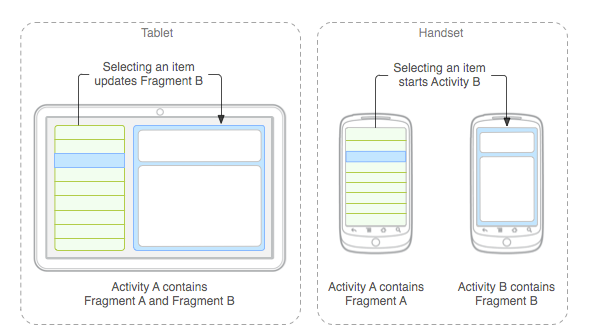 Tablet
Selecting an item
updates Fragment B
Activity A contains
Fragment A and Fragment B
Handset
Selecting an item
starts Activity B
Activity A contains
Fragment A
Activity B contains
Fragment B